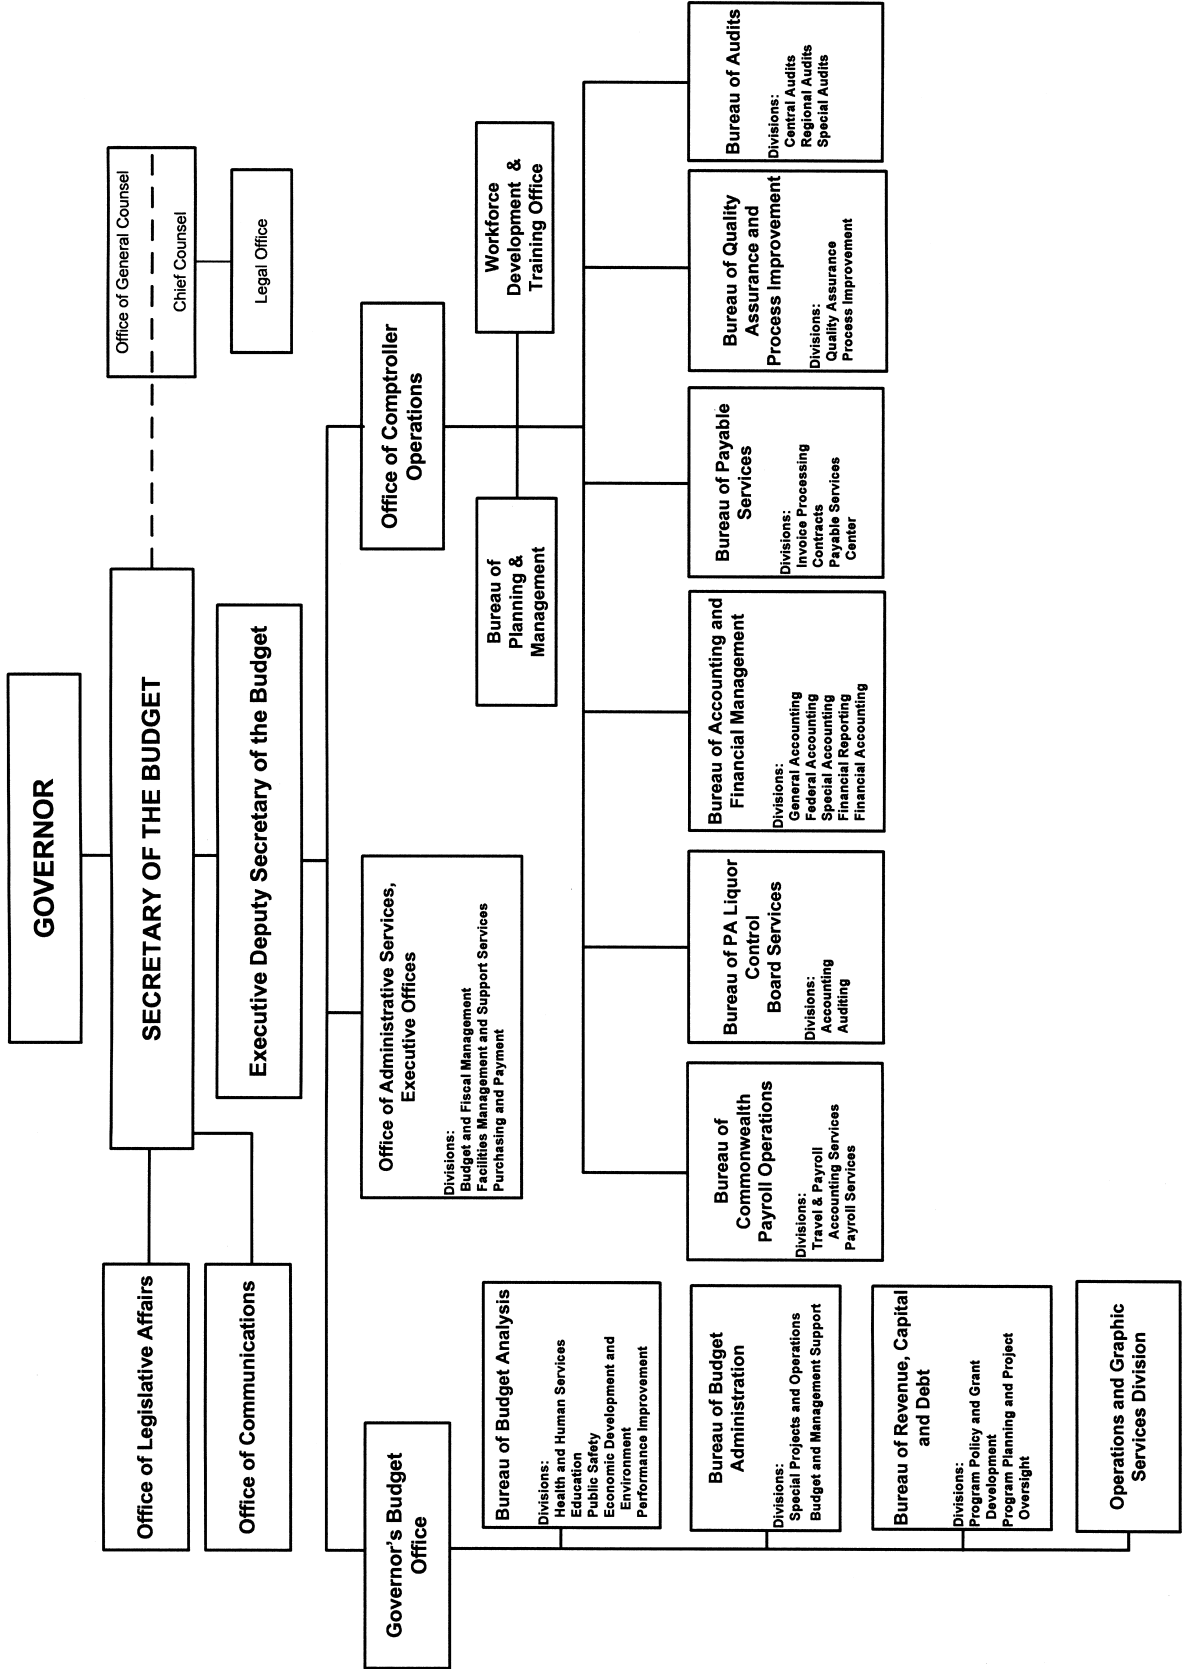 GOVERNOR
SECRETARY OF THE BUDGET
Office of General Counsel
Chief Counsel
Legal Office
Office of Legislative Affairs
Office of Communications
Executive Deputy Secretary of the Budget
Governor's Budget
Office
Office of Administrative Services,
Executive Offices
Divisions:
Budget and Fiscal Management
Facilities Management and Support Services
Purchasing and Payment
Office of Comptroller
Operations
Bureau of
Planning &
Management
Workforce
Development &
Training Office
Bureau of Budget Analysis
Divisions:
Health and Human Services
Education
Public Safety
Economic Development and
Environment
Performance Improvement
Bureau of Budget
Administration
Divisions:
Special Projects and Operations
Budget and Management Support
Bureau of Revenue, Capital
and Debt
Divisions:
Program Policy and Grant
Development
Program Planning and Project
Oversight
Operations and Graphic
Services Division
Bureau of
Commonwealth
Payroll Operations
Divisions:
Travel & Payroll
Accounting Services
Payroll Services
Bureau of PA Liquor
Control
Board Services
Divisions:
Accounting
Auditing
Bureau of Accounting and
Financial Management
Divisions:
General Accounting
Federal Accounting
Special Accounting
Financial Reporting
Financial Accounting
Bureau of Payable
Services
Divisions:
Invoice Processing
Contracts
Payable Services
Center
Bureau of Quality
Assurance and
Process Improvement
Divisions:
Quality Assurance
Process Improvement
Bureau of Audits
Divisions:
Central Audits
Regional Audits
Special Audits